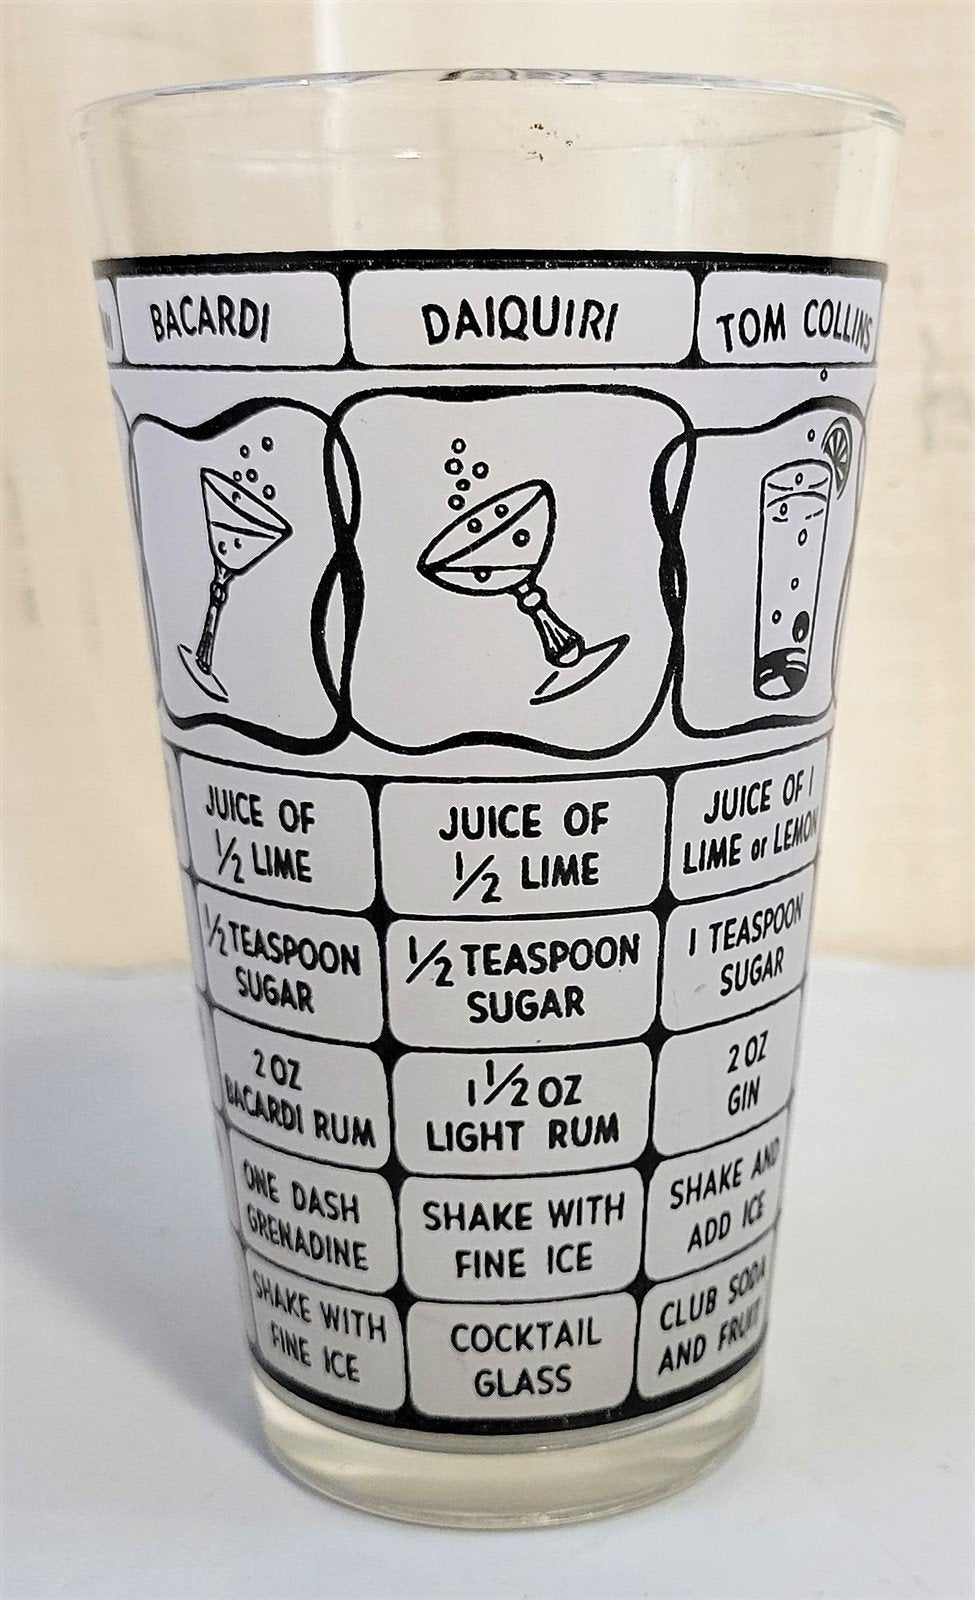 BACARDI
JUICE OF
1/2 LIME
1/2 TEASPOON
SUGAR
2 OZ
BACARDI RUM
ONE DASH
GRENADINE
SHAKE WITH
FINE ICE
DAIQUIRI
JUICE OF
1/2 LIME
1/2 TEASPOON
SUGAR
1 1/2 OZ
LIGHT RUM
SHAKE WITH
FINE ICE
COCKTAIL
GLASS
TOM COLLINS
JUICE OF 1
LIME or LEMON
1 TEASPOON
SUGAR
2 OZ
GIN
SHAKE AND
ADD ICE
CLUB SODA
AND FRUIT